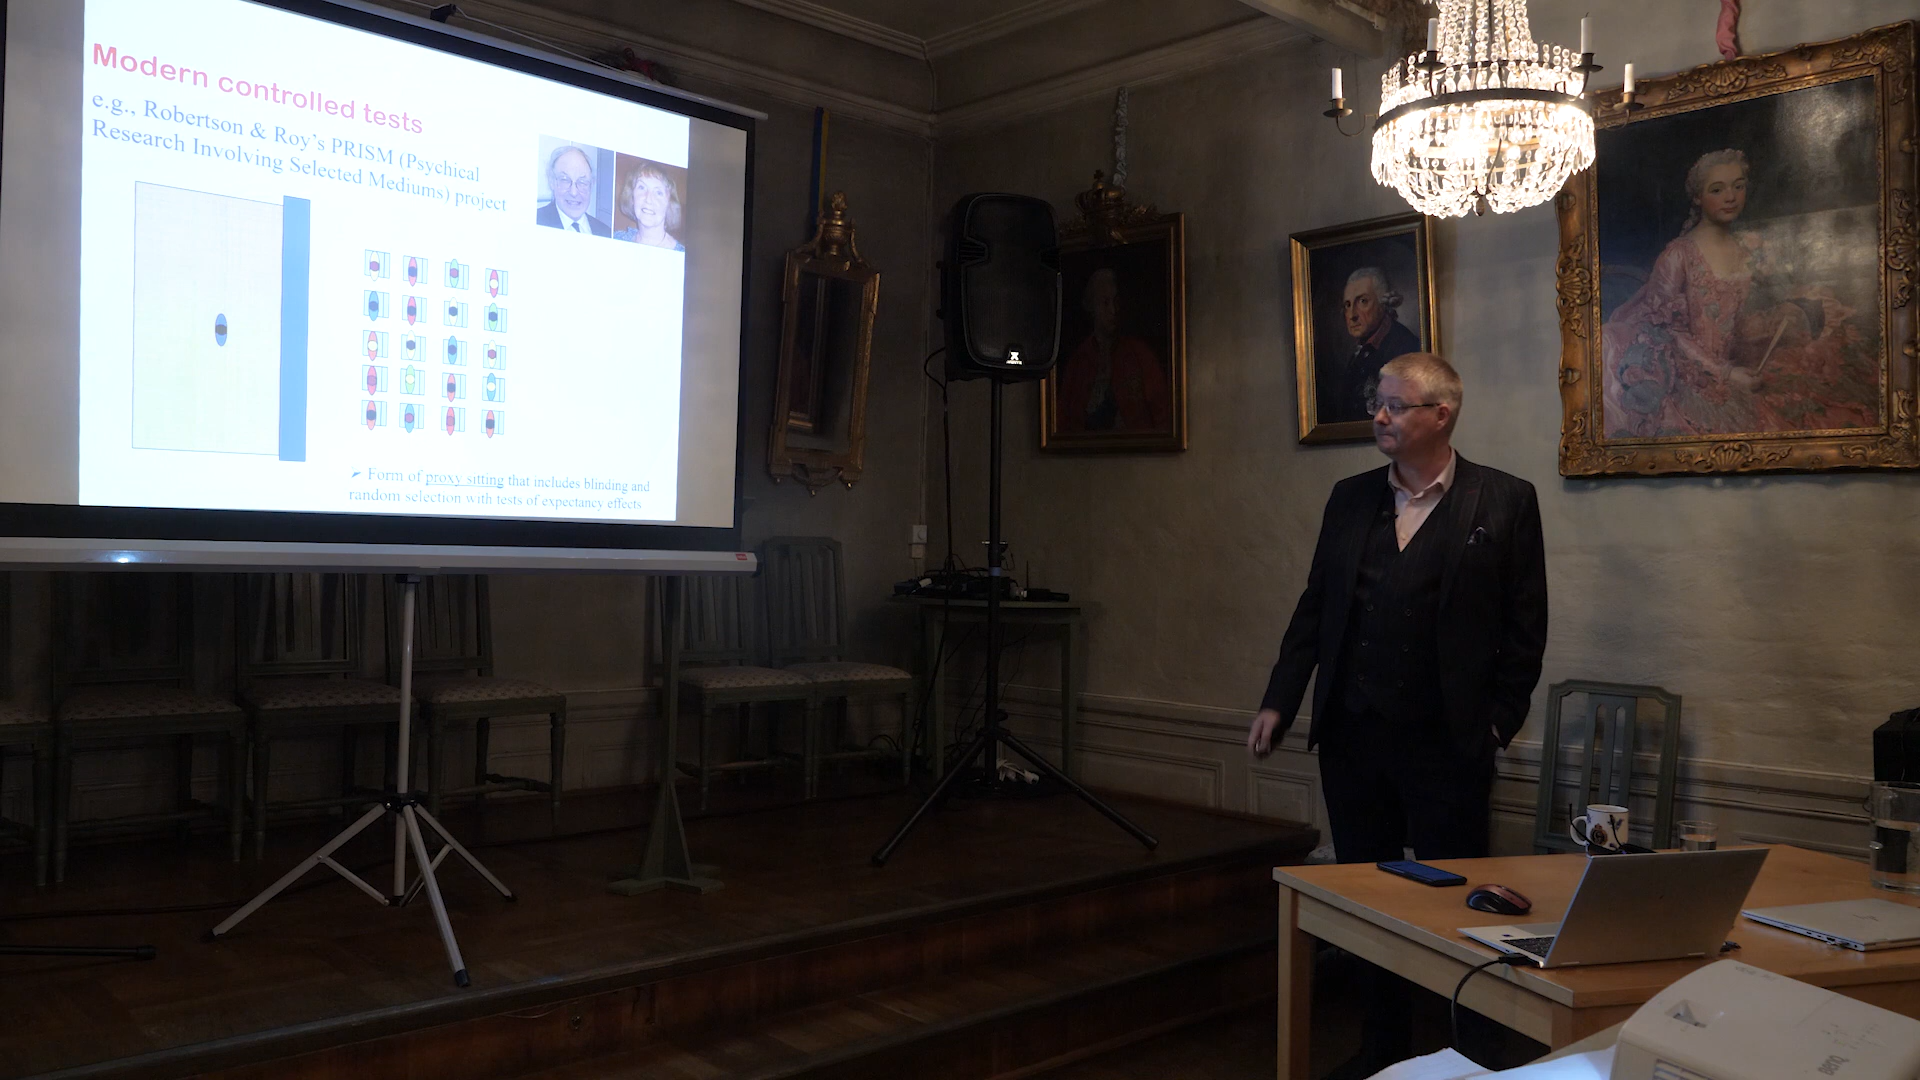 Modern controlled tests
e.g., Robertson & Roy's PRISM (Psychical
Research Involving Selected Mediums) project
Form of proxy sitting that includes blinding and
random selection with tests of expectancy effects
BenQ